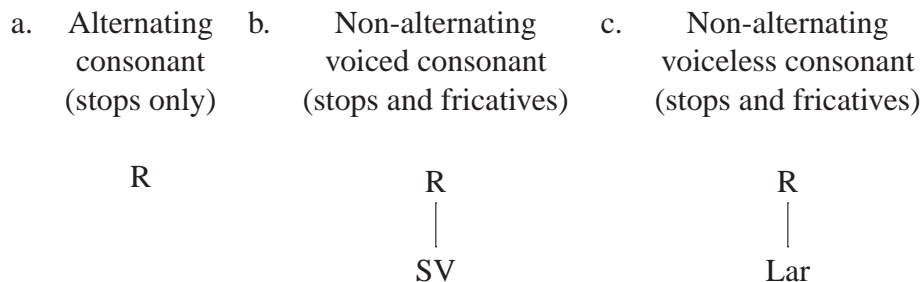 a. Alternating b. Non-alternating c. Non-alternating
consonant voiced consonant voiceless consonant
(stops only) (stops and fricatives) (stops and fricatives)
R R R
SV Lar